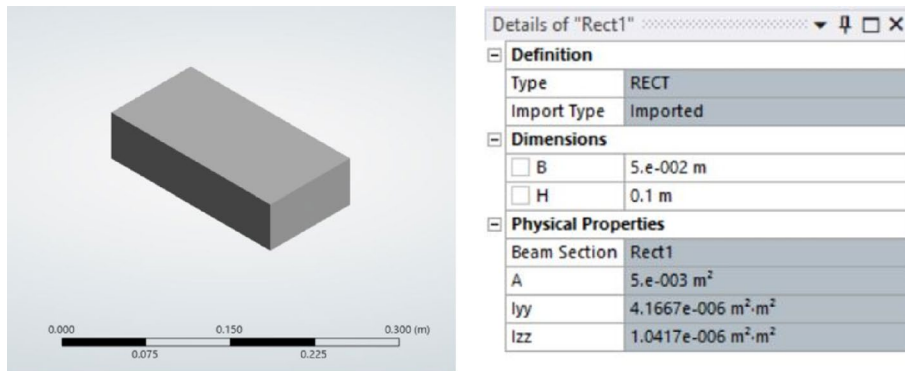 0.000
0.150
0.300 (m)
0.075
0.225
Details of "Rect1"
Definition
Type RECT
Import Type Imported
Dimensions
B 5.e-002 m
H 0.1 m
Physical Properties
Beam Section Rect1
A 5.e-003 m²
Iyy 4.1667e-006 m²·m²
Izz 1.0417e-006 m²·m²